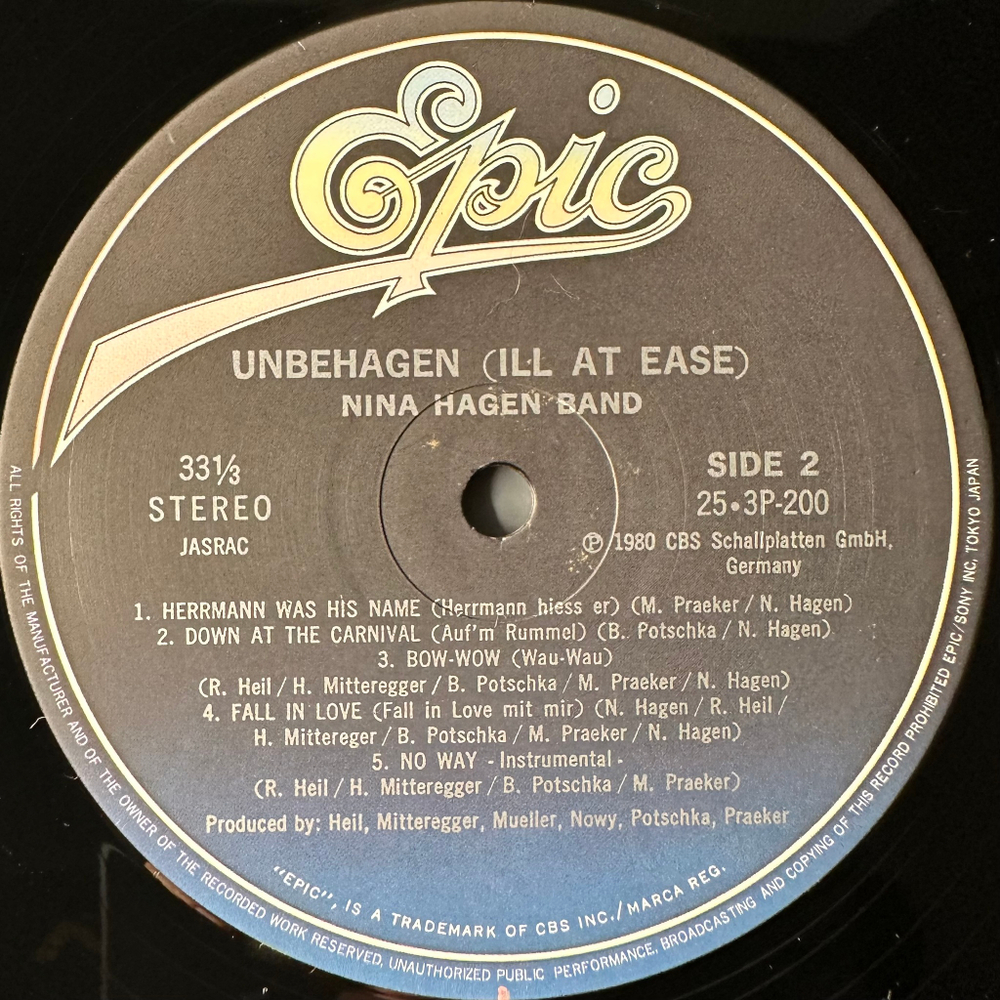 Epic
UNBEHAGEN (ILL AT EASE)
NINA HAGEN BAND
33⅓
STEREO
JASRAC
SIDE 2
25•3P-200
℗ 1980 CBS Schallplatten GmbH,
Germany
1. HERRMANN WAS HIS NAME (Herrmann hiess er) (M. Praeker / N. Hagen)
2. DOWN AT THE CARNIVAL (Auf'm Rummel) (B. Potschka / N. Hagen)
3. BOW-WOW (Wau-Wau)
(R. Heil / H. Mitteregger / B. Potschka / M. Praeker / N. Hagen)
4. FALL IN LOVE (Fall in Love mit mir) (N. Hagen / R. Heil /
H. Mittereger / B. Potschka / M. Praeker / N. Hagen)
5. NO WAY - Instrumental -
(R. Heil / H. Mitteregger / B. Potschka / M. Praeker)
Produced by: Heil, Mitteregger, Mueller, Nowy, Potschka, Praeker
"EPIC", IS A TRADEMARK OF CBS INC./MARCA REG.
ALL RIGHTS OF THE MANUFACTURER AND OF THE OWNER OF THE RECORDED WORK RESERVED, UNAUTHORIZED PUBLIC PERFORMANCE, BROADCASTING AND COPYING OF THIS RECORD PROHIBITED EPIC/SONY INC, TOKYO JAPAN